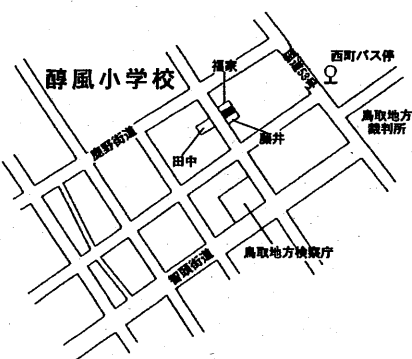 西町バス停
国道53号
福家
醇風小学校
鳥取地方
裁判所
鹿野街道
藤井
田中
鳥取地方検察庁
智頭街道